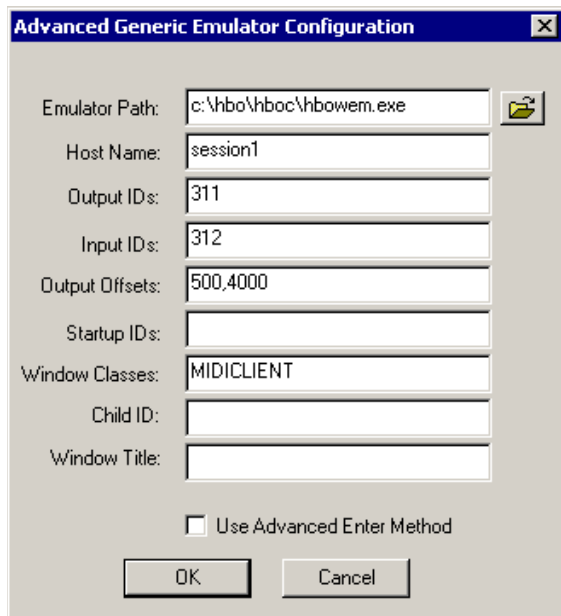 Advanced Generic Emulator Configuration
Emulator Path: c:\hbo\hboc\hbowem.exe
Host Name: session1
Output IDs: 311
Input IDs: 312
Output Offsets: 500,4000
Startup IDs:
Window Classes: MIDICLIENT
Child ID:
Window Title:
Use Advanced Enter Method
OK Cancel